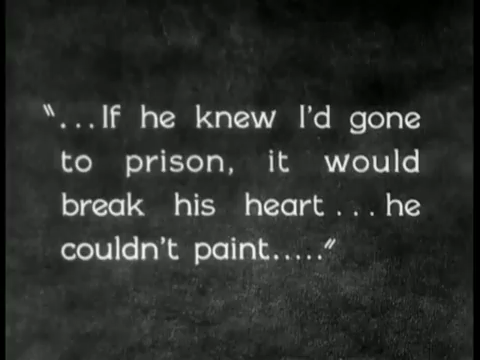 "...If he knew I'd gone
to prison, it would
break his heart...he
couldn't paint....."